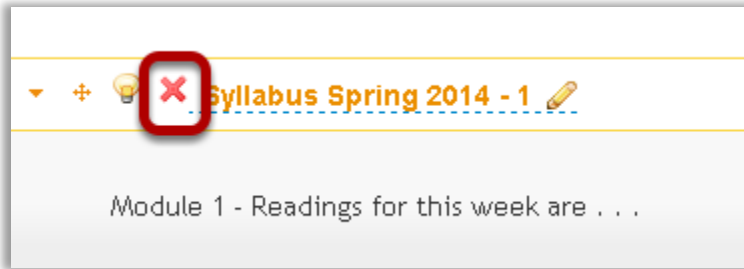 Syllabus Spring 2014 - 1
Module 1 - Readings for this week are . . .